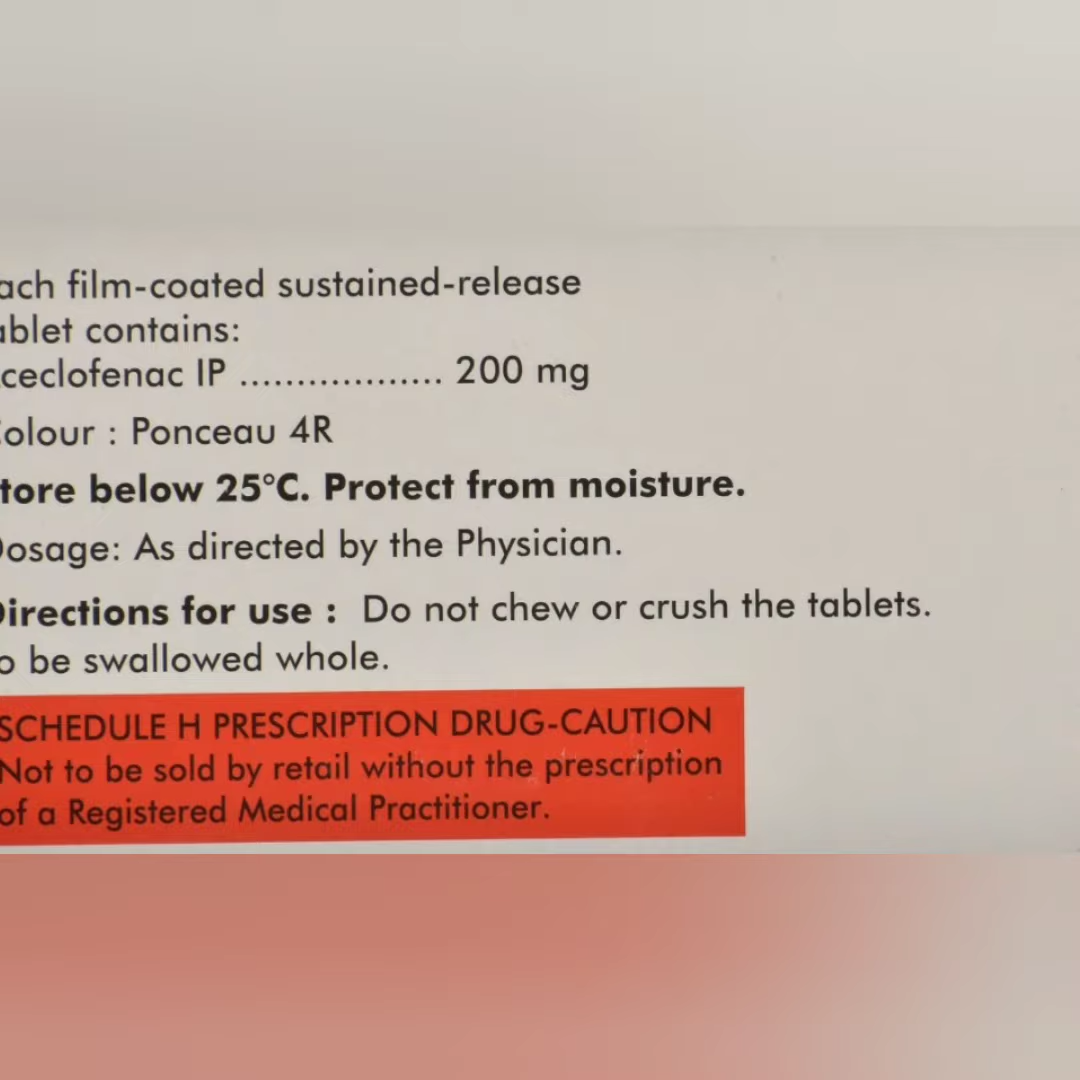 ach film-coated sustained-release
ablet contains:
ceclofenac IP .................. 200 mg
olour : Ponceau 4R
tore below 25°C. Protect from moisture.
osage: As directed by the Physician.
irections for use : Do not chew or crush the tablets.
o be swallowed whole.
SCHEDULE H PRESCRIPTION DRUG-CAUTION
Not to be sold by retail without the prescription
of a Registered Medical Practitioner.